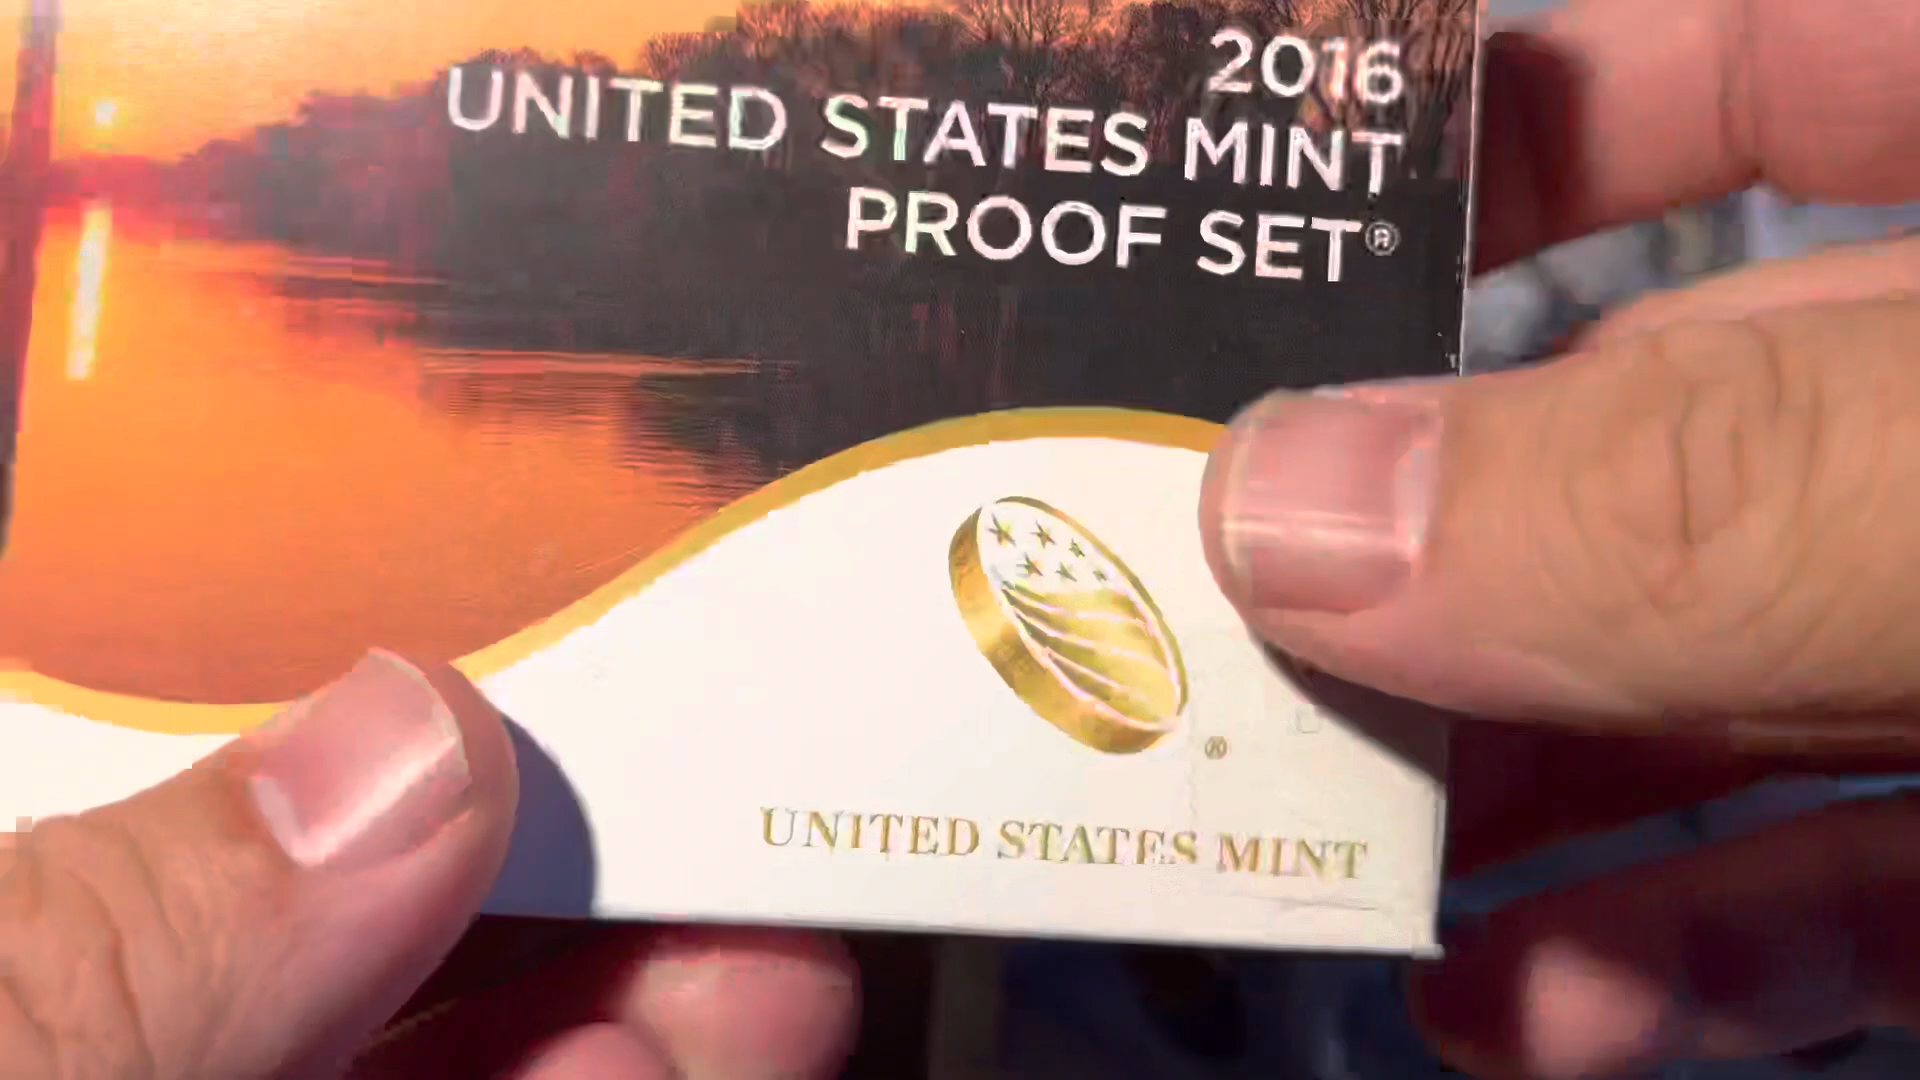 2016
UNITED STATES MINT
PROOF SET®
®
UNITED STATES MINT